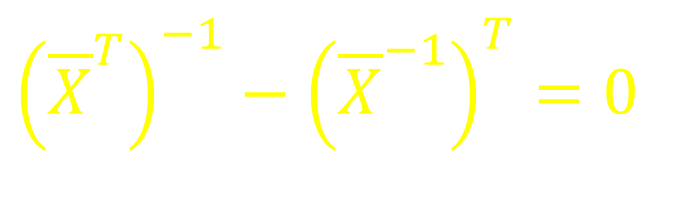 (X̅ᵀ)⁻¹ − (X̅⁻¹)ᵀ = 0